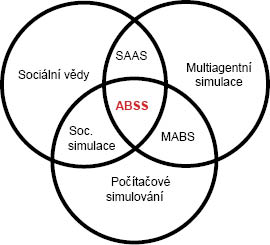 SAAS
Sociální vědy
Multiagentní
simulace
ABSS
Soc.
simulace
MABS
Počítačové
simulování